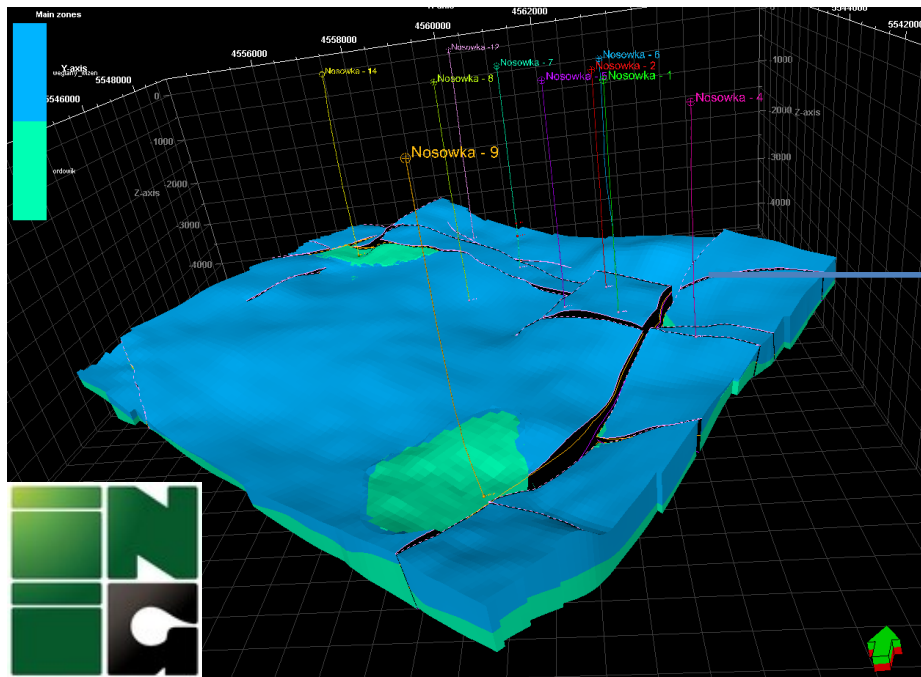 Main zones
X-axis
4562000
4560000
4558000
4556000
5544000
5542000
Y-axis
weglany_wizen
5548000
5546000
ordowik
0
1000
2000
3000
4000
Z-axis
1000
2000
3000
4000
Z-axis
Nosowka - 14
Nosowka - 8
Nosowka -12
Nosowka - 7
Nosowka - 6
Nosowka - 2
Nosowka - 1
Nosowka - 4
Nosowka - 9